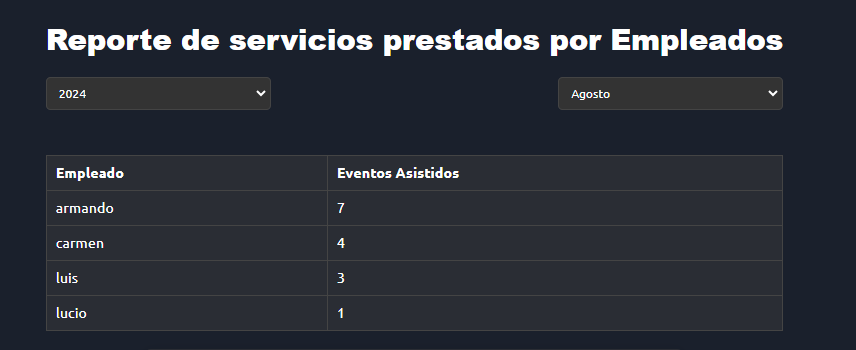 Reporte de servicios prestados por Empleados
2024 Agosto
Empleado Eventos Asistidos
armando 7
carmen 4
luis 3
lucio 1